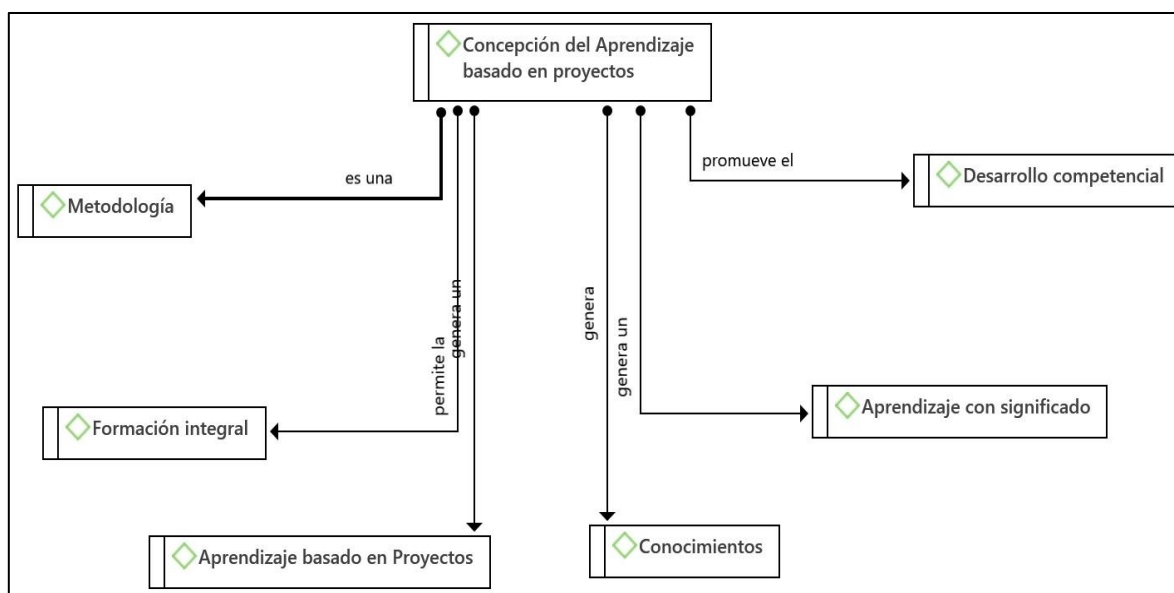 Concepción del Aprendizaje
basado en proyectos
promueve el
Desarrollo competencial
es una
Metodología
genera un
permite la
genera
genera un
Aprendizaje con significado
Formación integral
Aprendizaje basado en Proyectos
Conocimientos